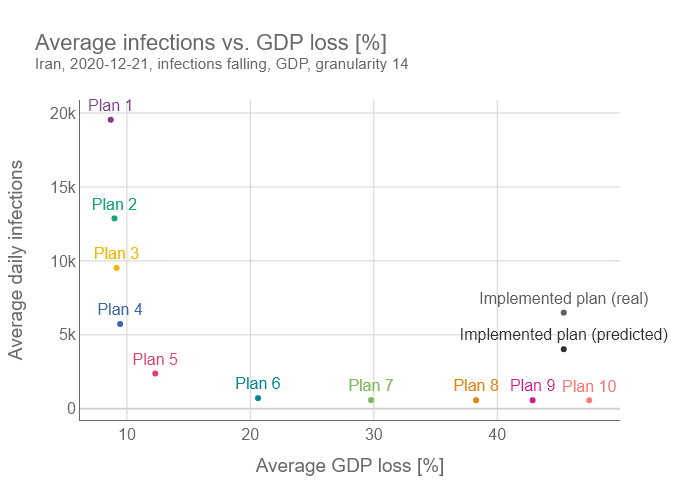 Average infections vs. GDP loss [%]
Iran, 2020-12-21, infections falling, GDP, granularity 14
20k
15k
10k
5k
0
Average daily infections
Plan 1
Plan 2
Plan 3
Plan 4
Plan 5
Plan 6
Plan 7
Plan 8
Plan 9
Plan 10
Implemented plan (real)
Implemented plan (predicted)
10
20
30
40
Average GDP loss [%]